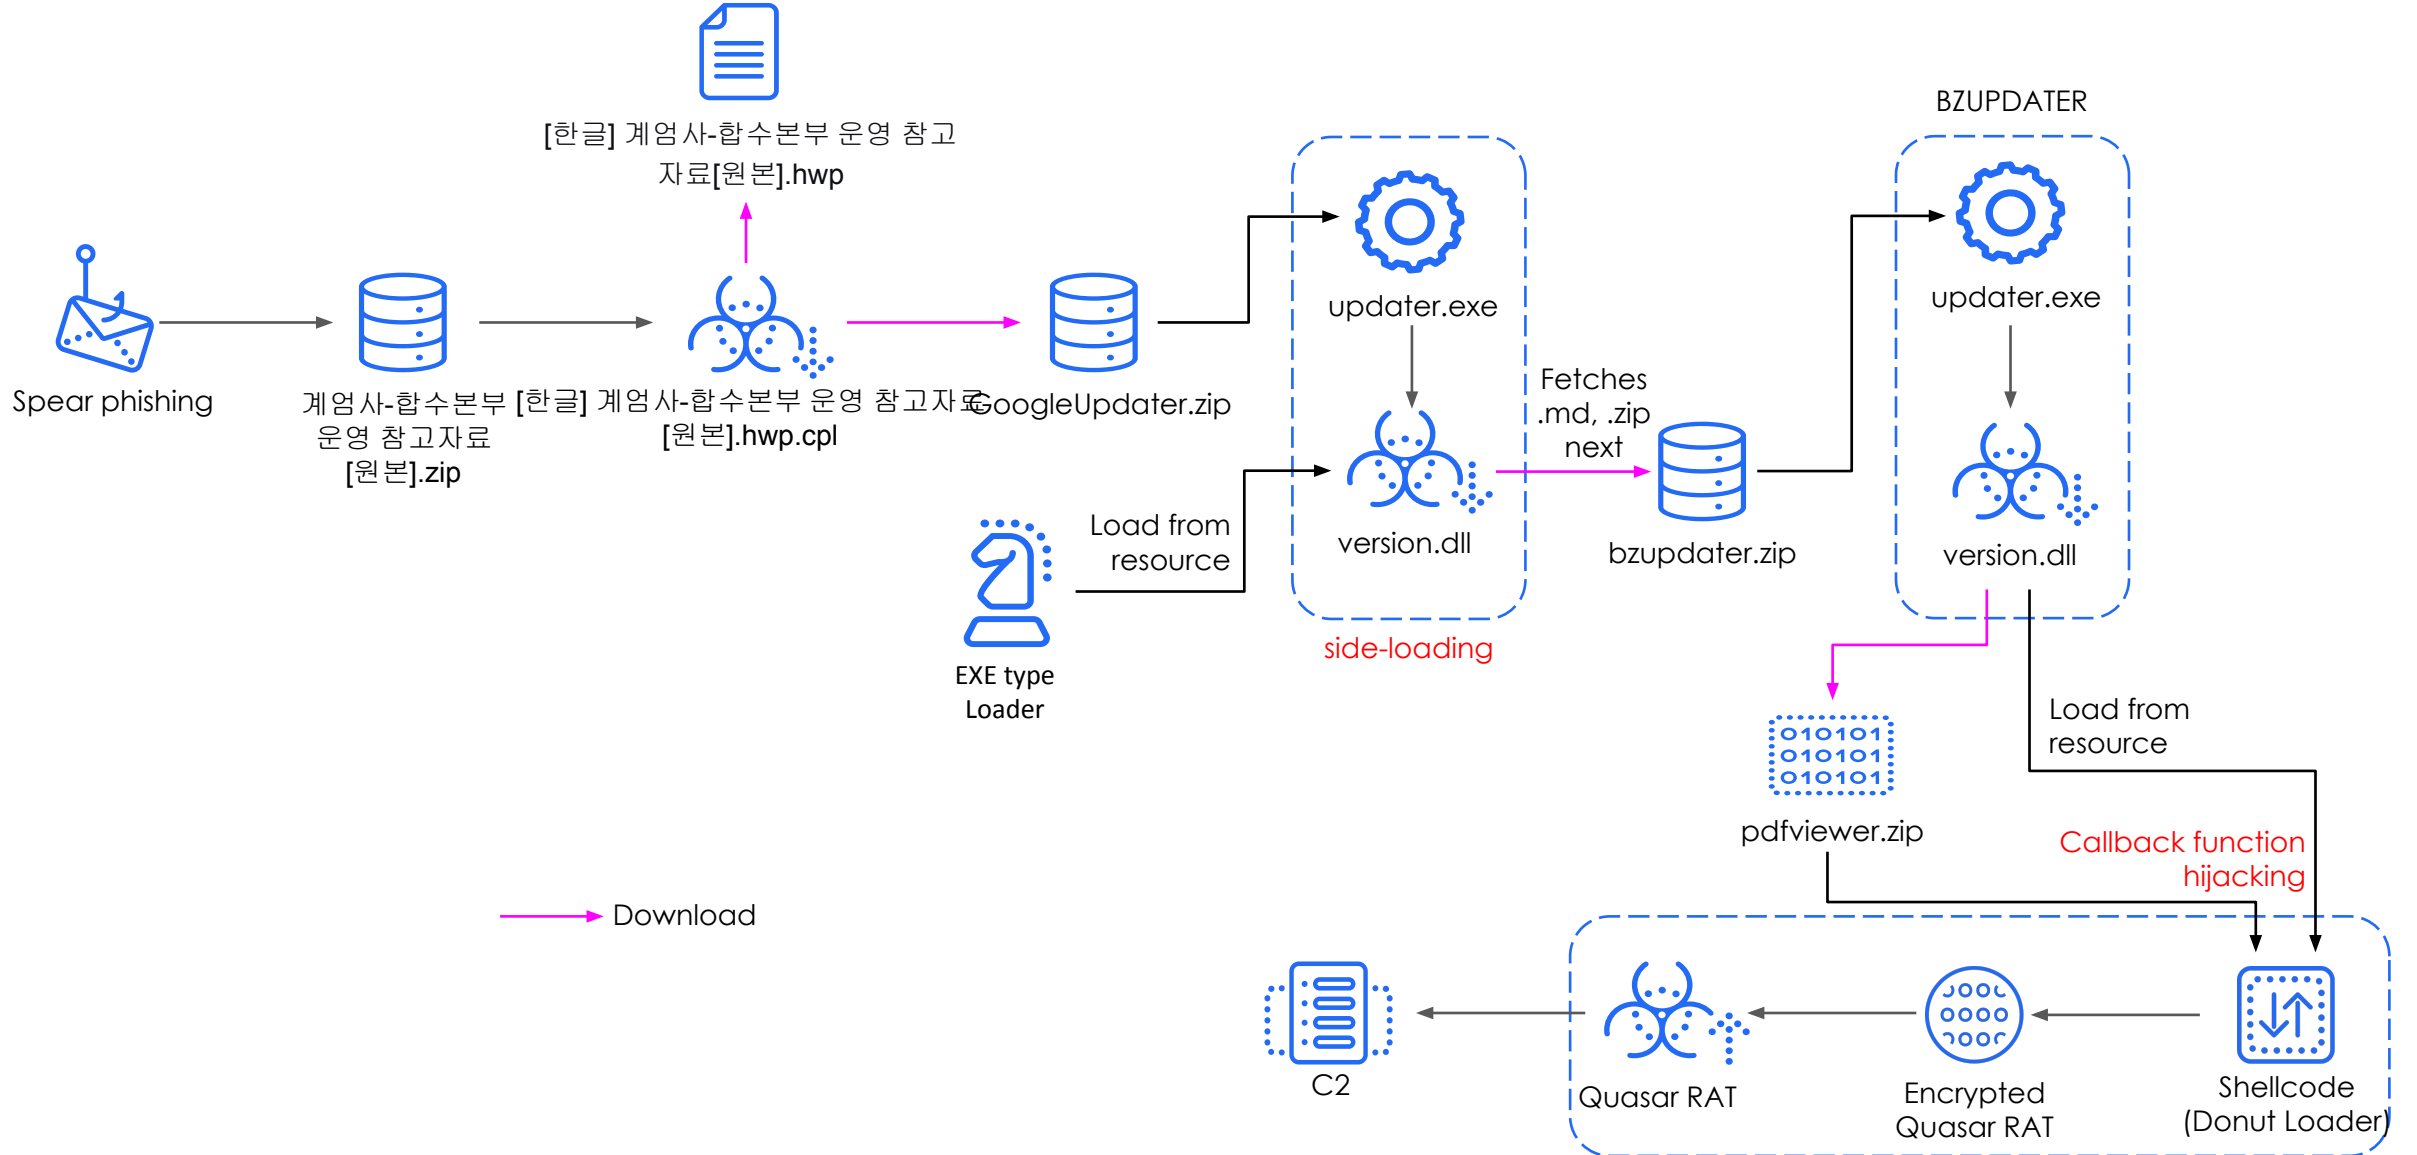 [한글] 계엄사-합수본부 운영 참고
자료[원본].hwp
BZUPDATER
Spear phishing
계엄사-합수본부
운영 참고자료
[원본].zip
[한글] 계엄사-합수본부 운영 참고자료
[원본].hwp.cpl
GoogleUpdater.zip
updater.exe
version.dll
side-loading
Load from
resource
EXE type
Loader
Fetches
.md, .zip
next
bzupdater.zip
updater.exe
version.dll
010101
010101
010101
pdfviewer.zip
Load from
resource
Callback function
hijacking
Download
C2
Quasar RAT
Encrypted
Quasar RAT
Shellcode
(Donut Loader)